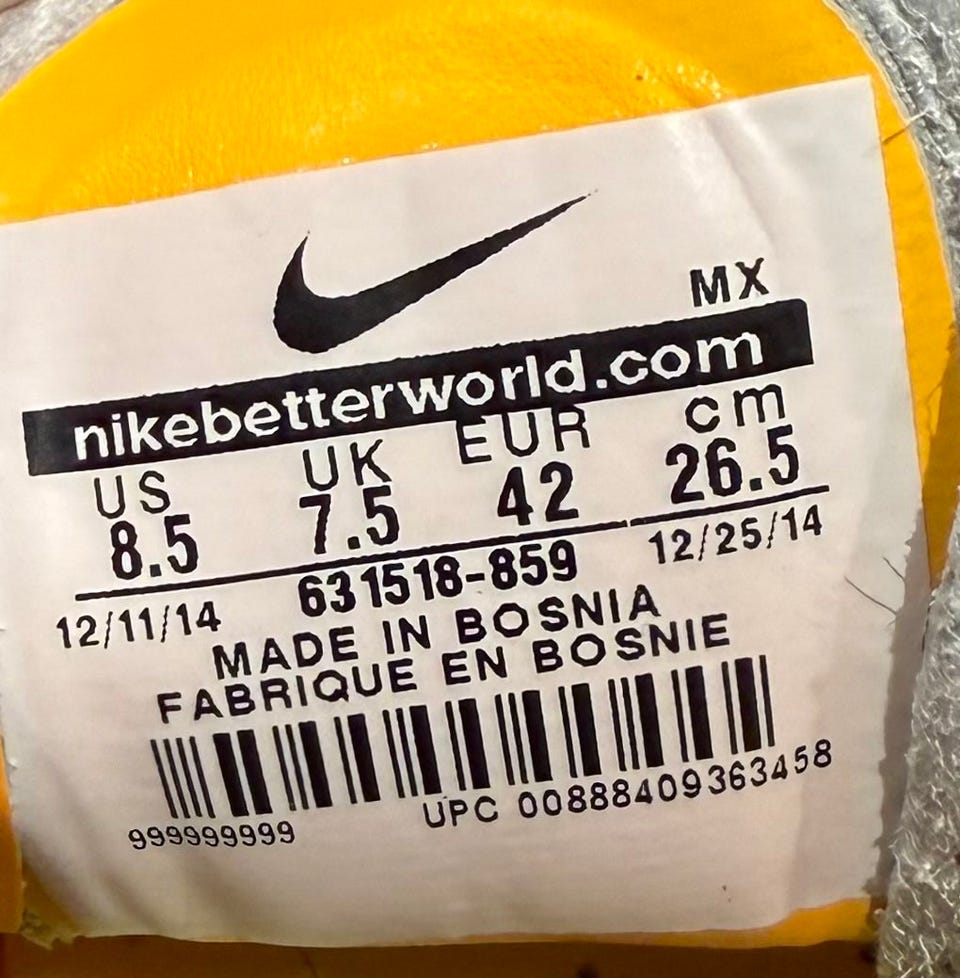 MX
nikebetterworld.com
US UK EUR cm
8.5 7.5 42 26.5
12/11/14 631518-859 12/25/14
MADE IN BOSNIA
FABRIQUE EN BOSNIE
999999999 UPC 00888409363458